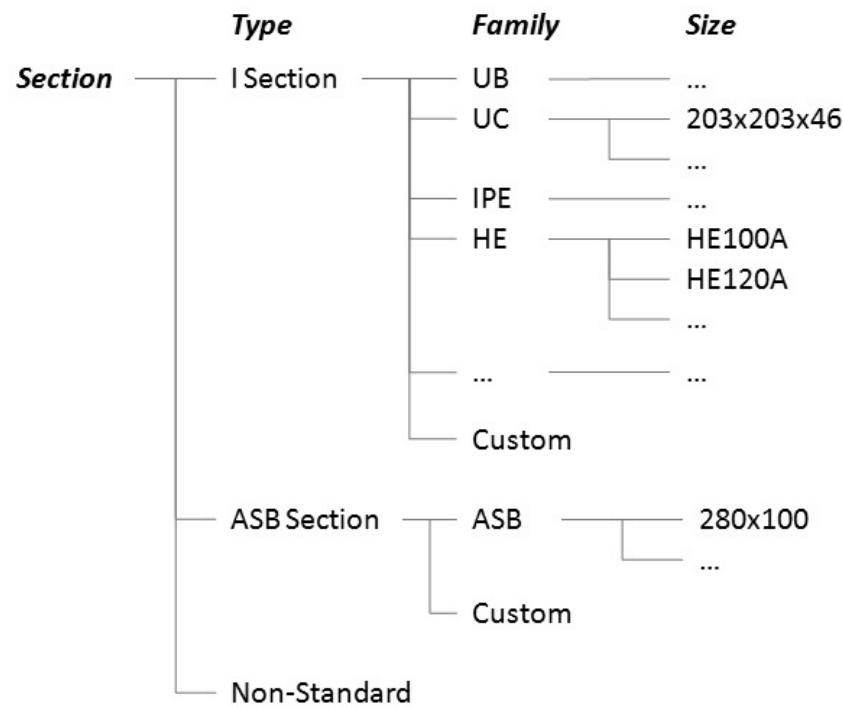 Type Family Size
Section I Section UB ...
UC 203x203x46
...
IPE ...
HE HE100A
HE120A
...
... ...
Custom
ASB Section ASB 280x100
...
Custom
Non-Standard